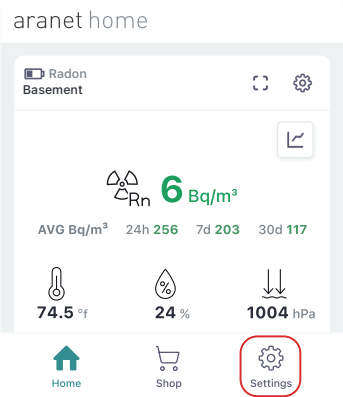 aranet home
Radon
Basement
Rn 6 Bq/m³
AVG Bq/m³ 24h 256 7d 203 30d 117
74.5 °f 24 % 1004 hPa
Home Shop Settings